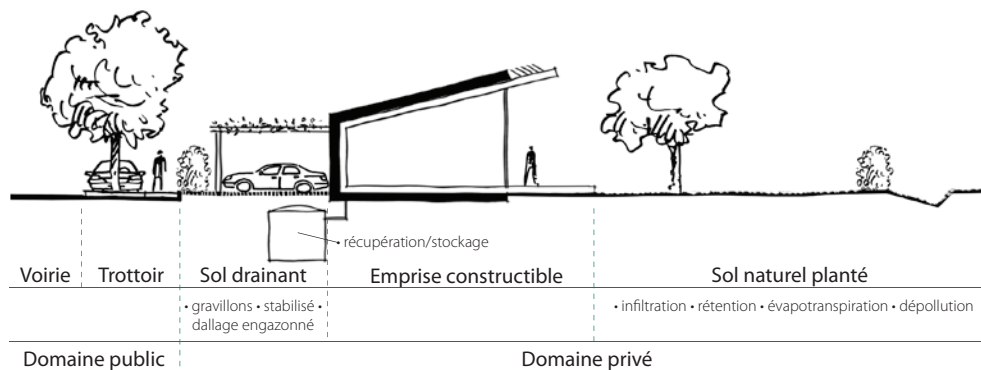 • récupération/stockage
Voirie Trottoir Sol drainant Emprise constructible Sol naturel planté
• gravillons • stabilisé •
dallage engazonné
• infiltration • rétention • évapotranspiration • dépollution
Domaine public Domaine privé